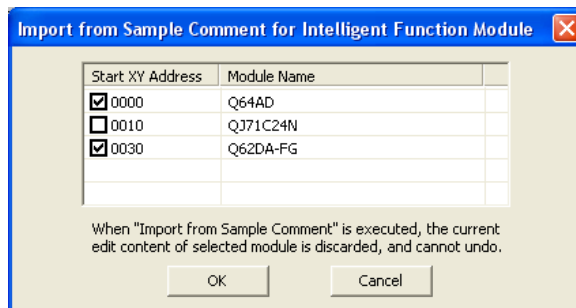 Import from Sample Comment for Intelligent Function Module
Start XY Address Module Name
0000 Q64AD
0010 QJ71C24N
0030 Q62DA-FG
When "Import from Sample Comment" is executed, the current
edit content of selected module is discarded, and cannot undo.
OK Cancel